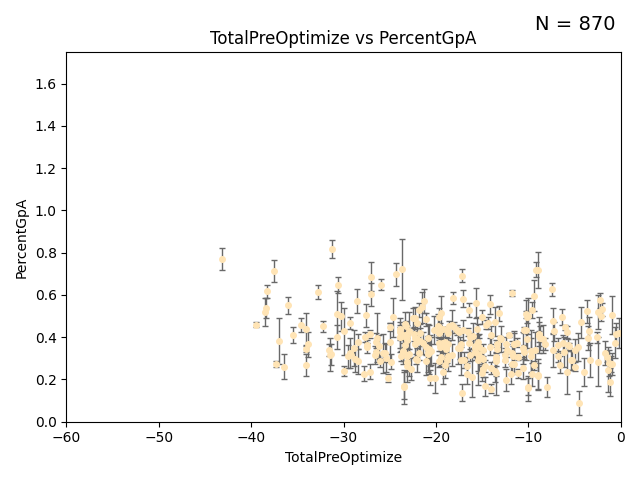 N = 870
TotalPreOptimize vs PercentGpA
1.6
1.4
1.2
1.0
0.8
0.6
0.4
0.2
0.0
PercentGpA
−60 −50 −40 −30 −20 −10 0
TotalPreOptimize